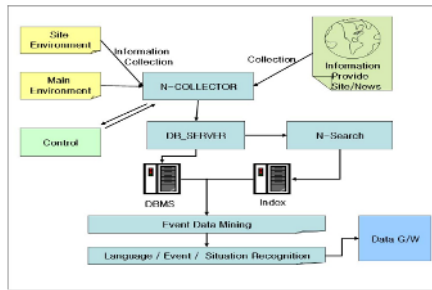 Site
Environment
Information
Collection
Main
Environment
Collection
Information
Provide
Site/News
N-COLLECTOR
Control
DB_SERVER
N-Search
DBMS
Index
Event Data Mining
Language / Event / Situation Recognition
Data G/W